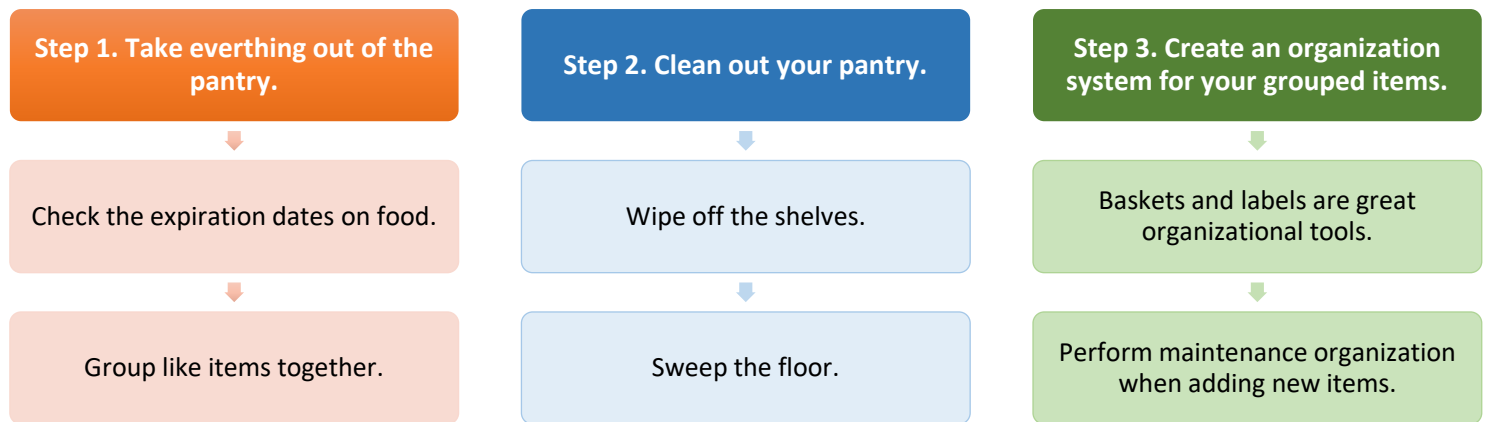 Step 1. Take everthing out of the
pantry.
Check the expiration dates on food.
Group like items together.
Step 2. Clean out your pantry.
Wipe off the shelves.
Sweep the floor.
Step 3. Create an organization
system for your grouped items.
Baskets and labels are great
organizational tools.
Perform maintenance organization
when adding new items.